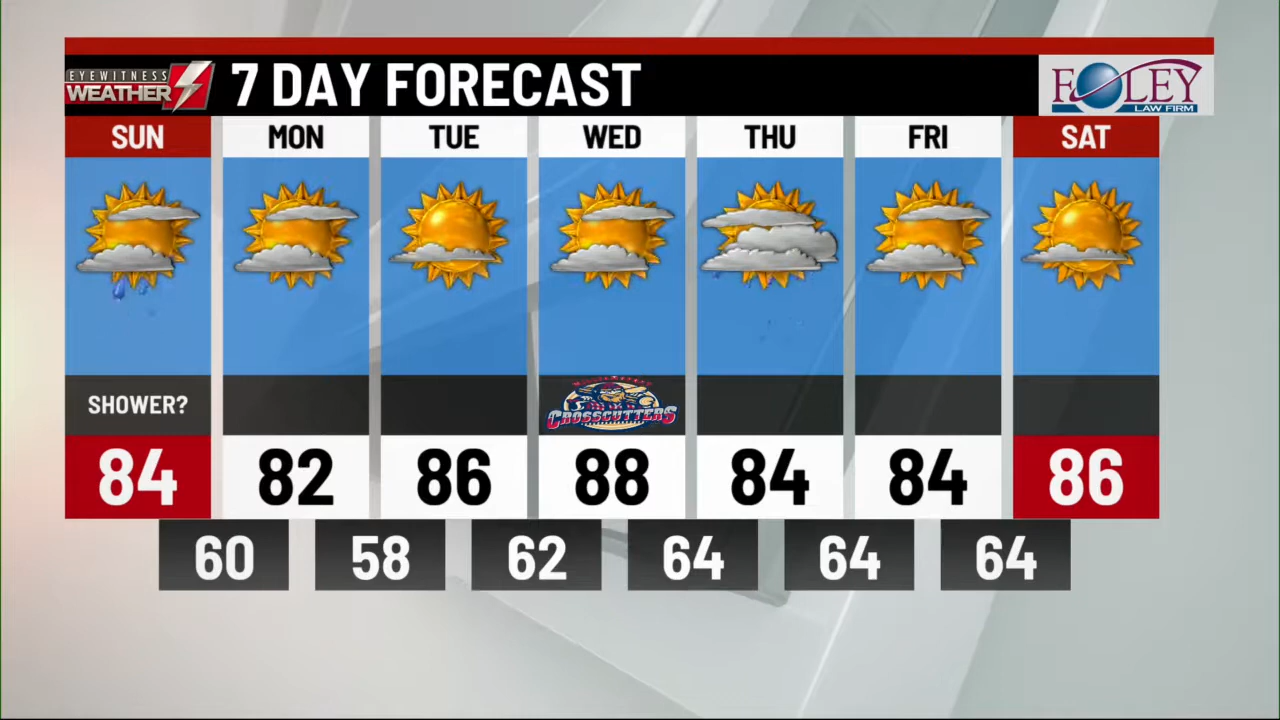 EYEWITNESS
WEATHER
7 DAY FORECAST
FOLEY
LAW FIRM
SUN
MON
TUE
WED
THU
FRI
SAT
SHOWER?
CROSSCUTTERS
84
82
86
88
84
84
86
60
58
62
64
64
64